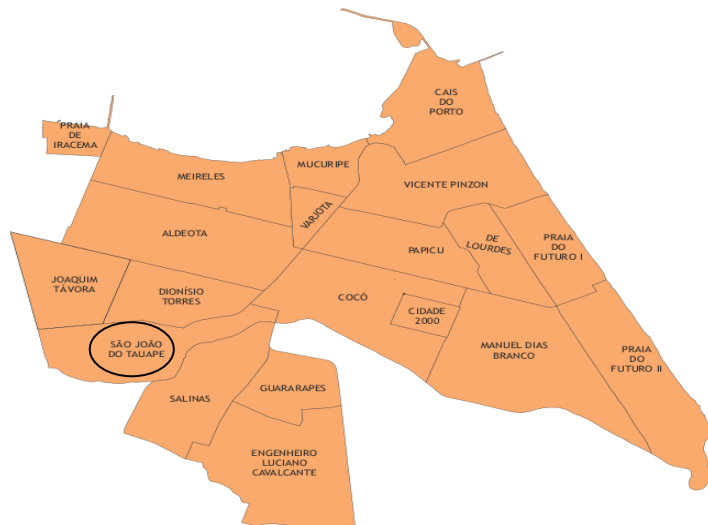 CAIS
DO
PORTO
PRAIA
DE
IRACEMA
MUCURIPE
MEIRELES
VICENTE PINZON
VARJOTA
ALDEOTA
DE
LOURDES
PAPICU
PRAIA
DO
FUTURO I
JOAQUIM
TÁVORA
DIONÍSIO
TORRES
COCÓ
CIDADE
2000
SÃO JOÃO
DO TAUAPE
MANUEL DIAS
BRANCO
PRAIA
DO
FUTURO II
SALINAS
GUARARAPES
ENGENHEIRO
LUCIANO
CAVALCANTE